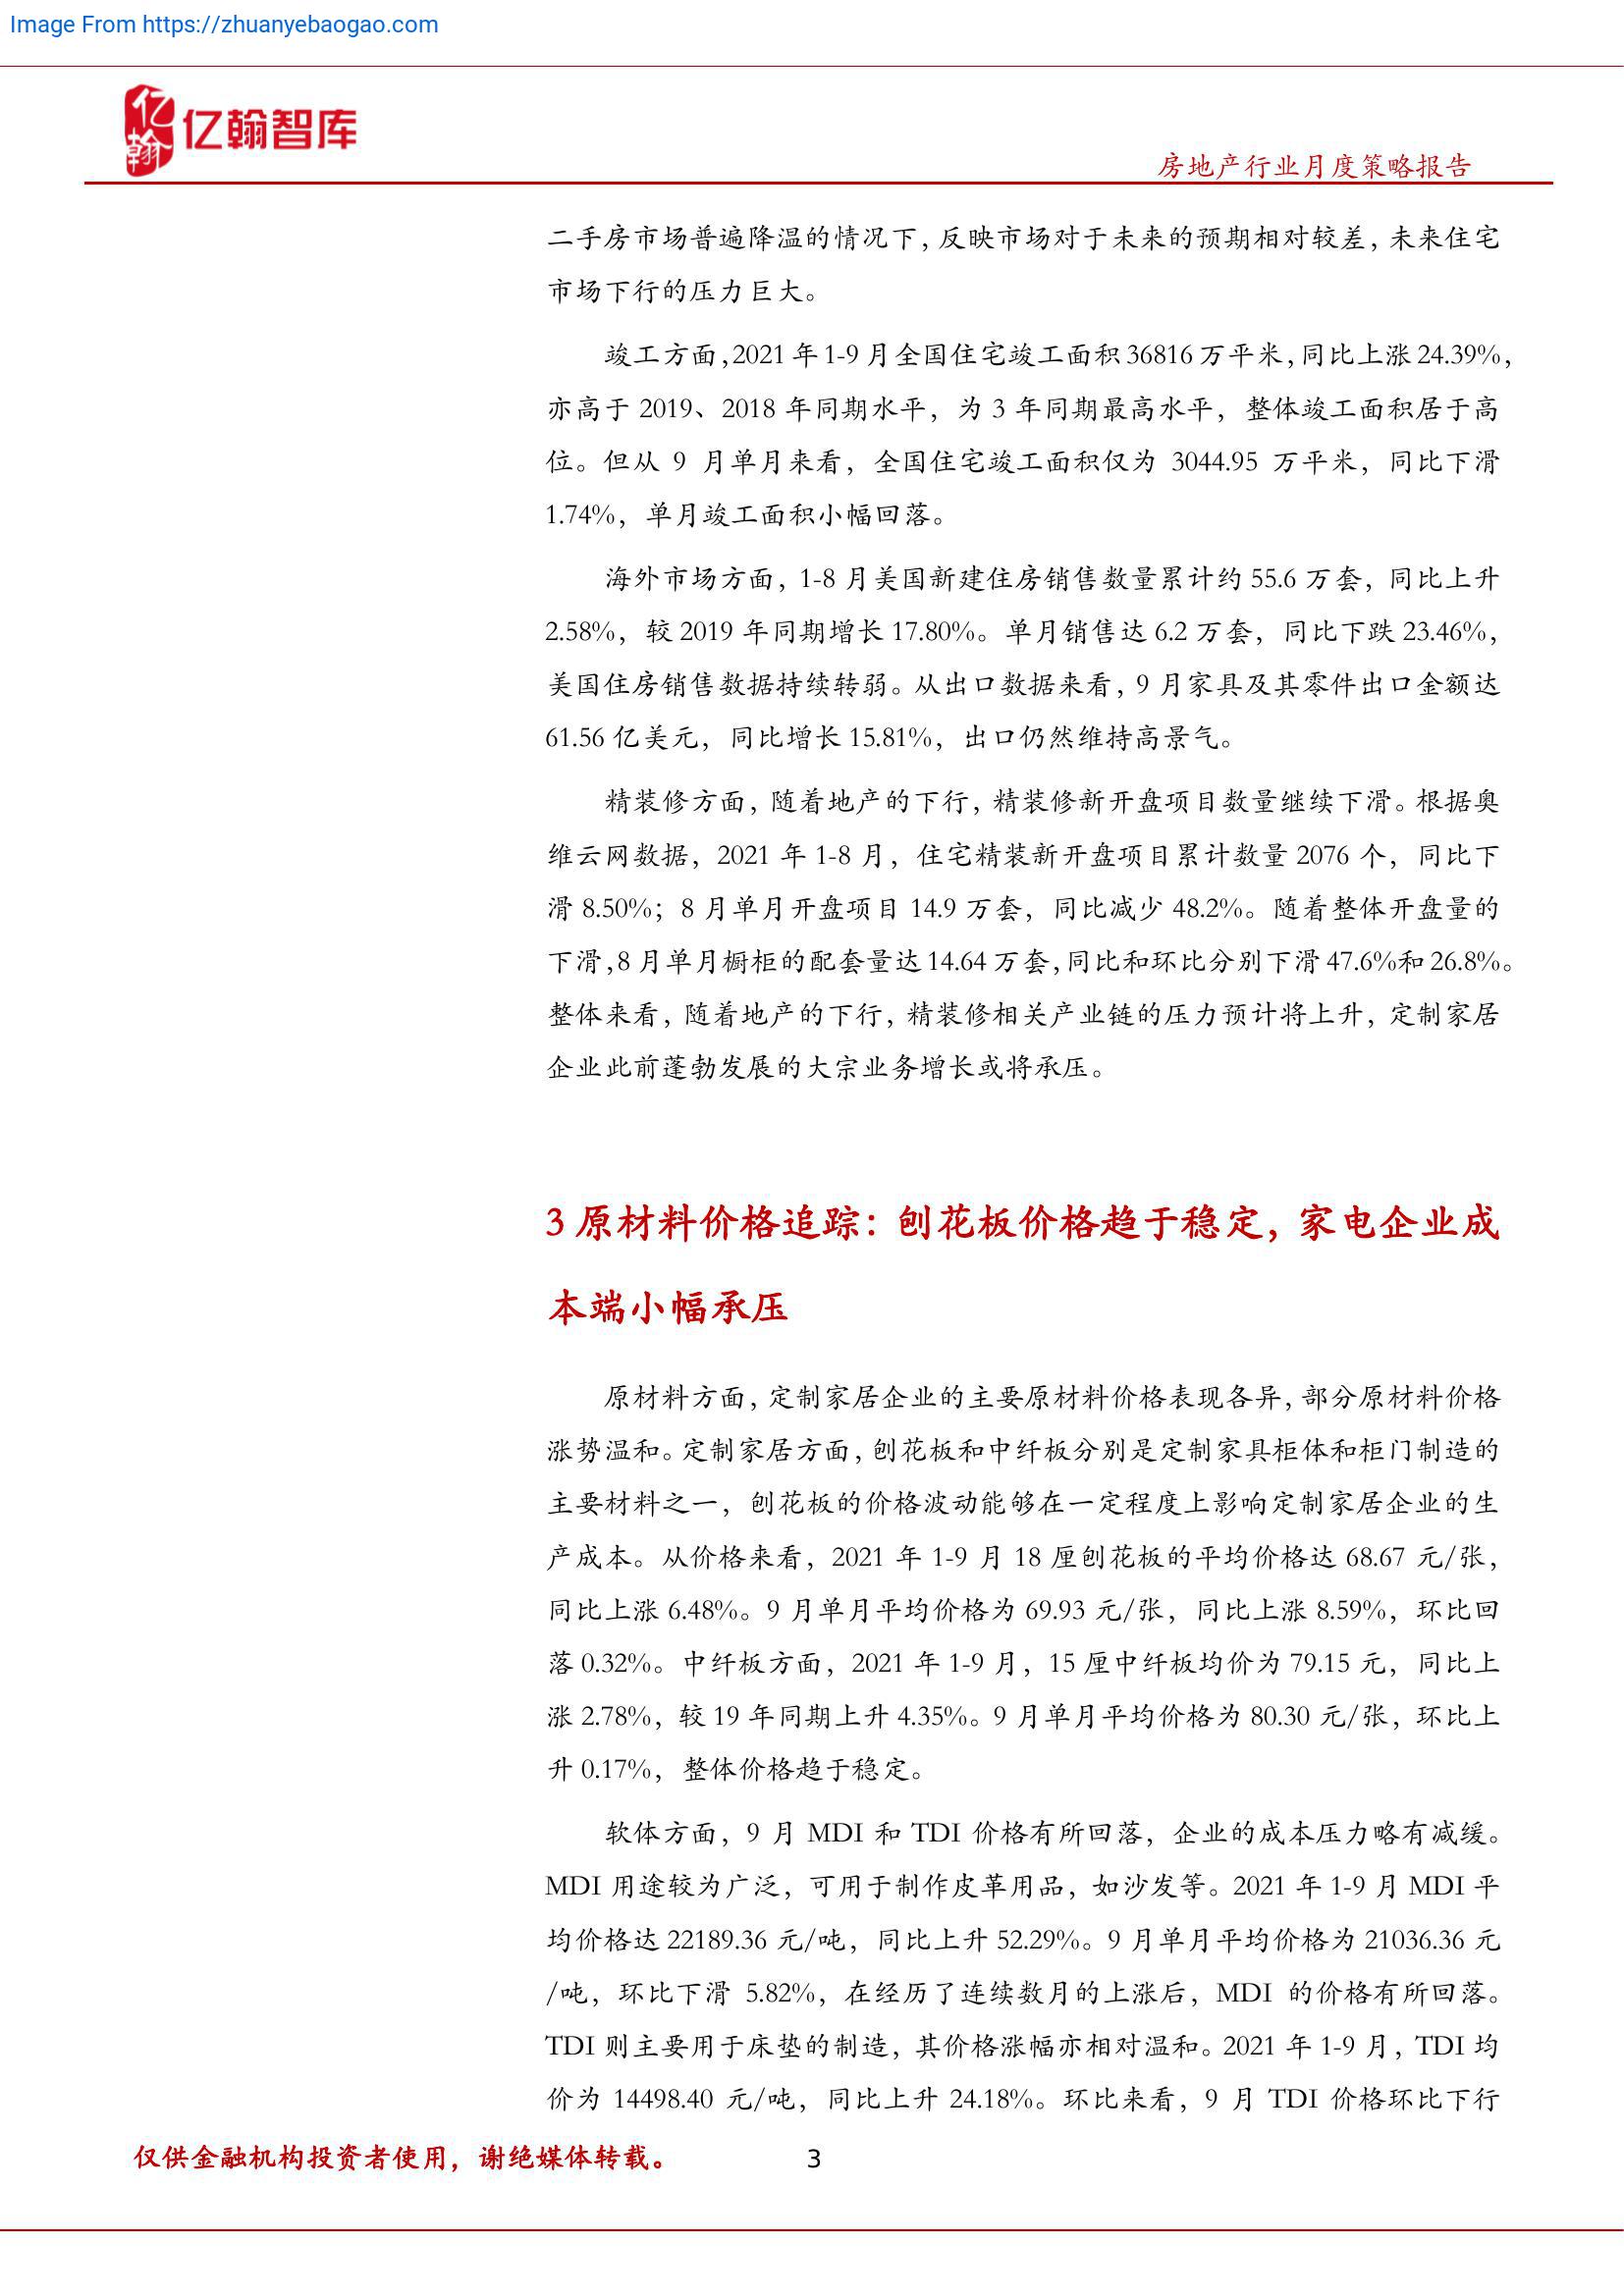 Image From https://zhuanyebaogao.com
亿翰
亿翰智库
房地产行业月度策略报告
二手房市场普遍降温的情况下，反映市场对于未来的预期相对较差，未来住宅
市场下行的压力巨大。
竣工方面，2021 年 1-9 月全国住宅竣工面积 36816 万平米，同比上涨 24.39%，
亦高于 2019、2018 年同期水平，为 3 年同期最高水平，整体竣工面积居于高
位。但从 9 月单月来看，全国住宅竣工面积仅为 3044.95 万平米，同比下滑
1.74%，单月竣工面积小幅回落。
海外市场方面，1-8 月美国新建住房销售数量累计约 55.6 万套，同比上升
2.58%，较 2019 年同期增长 17.80%。单月销售达 6.2 万套，同比下跌 23.46%，
美国住房销售数据持续转弱。从出口数据来看，9 月家具及其零件出口金额达
61.56 亿美元，同比增长 15.81%，出口仍然维持高景气。
精装修方面，随着地产的下行，精装修新开盘项目数量继续下滑。根据奥
维云网数据，2021 年 1-8 月，住宅精装新开盘项目累计数量 2076 个，同比下
滑 8.50%；8 月单月开盘项目 14.9 万套，同比减少 48.2%。随着整体开盘量的
下滑，8 月单月橱柜的配套量达 14.64 万套，同比和环比分别下滑 47.6%和 26.8%。
整体来看，随着地产的下行，精装修相关产业链的压力预计将上升，定制家居
企业此前蓬勃发展的大宗业务增长或将承压。
3 原材料价格追踪：刨花板价格趋于稳定，家电企业成
本端小幅承压
原材料方面，定制家居企业的主要原材料价格表现各异，部分原材料价格
涨势温和。定制家居方面，刨花板和中纤板分别是定制家具柜体和柜门制造的
主要材料之一，刨花板的价格波动能够在一定程度上影响定制家居企业的生
产成本。从价格来看，2021 年 1-9 月 18 厘刨花板的平均价格达 68.67 元/张，
同比上涨 6.48%。9 月单月平均价格为 69.93 元/张，同比上涨 8.59%，环比回
落 0.32%。中纤板方面，2021 年 1-9 月，15 厘中纤板均价为 79.15 元，同比上
涨 2.78%，较 19 年同期上升 4.35%。9 月单月平均价格为 80.30 元/张，环比上
升 0.17%，整体价格趋于稳定。
软体方面，9 月 MDI 和 TDI 价格有所回落，企业的成本压力略有减缓。
MDI 用途较为广泛，可用于制作皮革用品，如沙发等。2021 年 1-9 月 MDI 平
均价格达 22189.36 元/吨，同比上升 52.29%。9 月单月平均价格为 21036.36 元
/吨，环比下滑 5.82%，在经历了连续数月的上涨后，MDI 的价格有所回落。
TDI 则主要用于床垫的制造，其价格涨幅亦相对温和。2021 年 1-9 月，TDI 均
价为 14498.40 元/吨，同比上升 24.18%。环比来看，9 月 TDI 价格环比下行
仅供金融机构投资者使用，谢绝媒体转载。
3